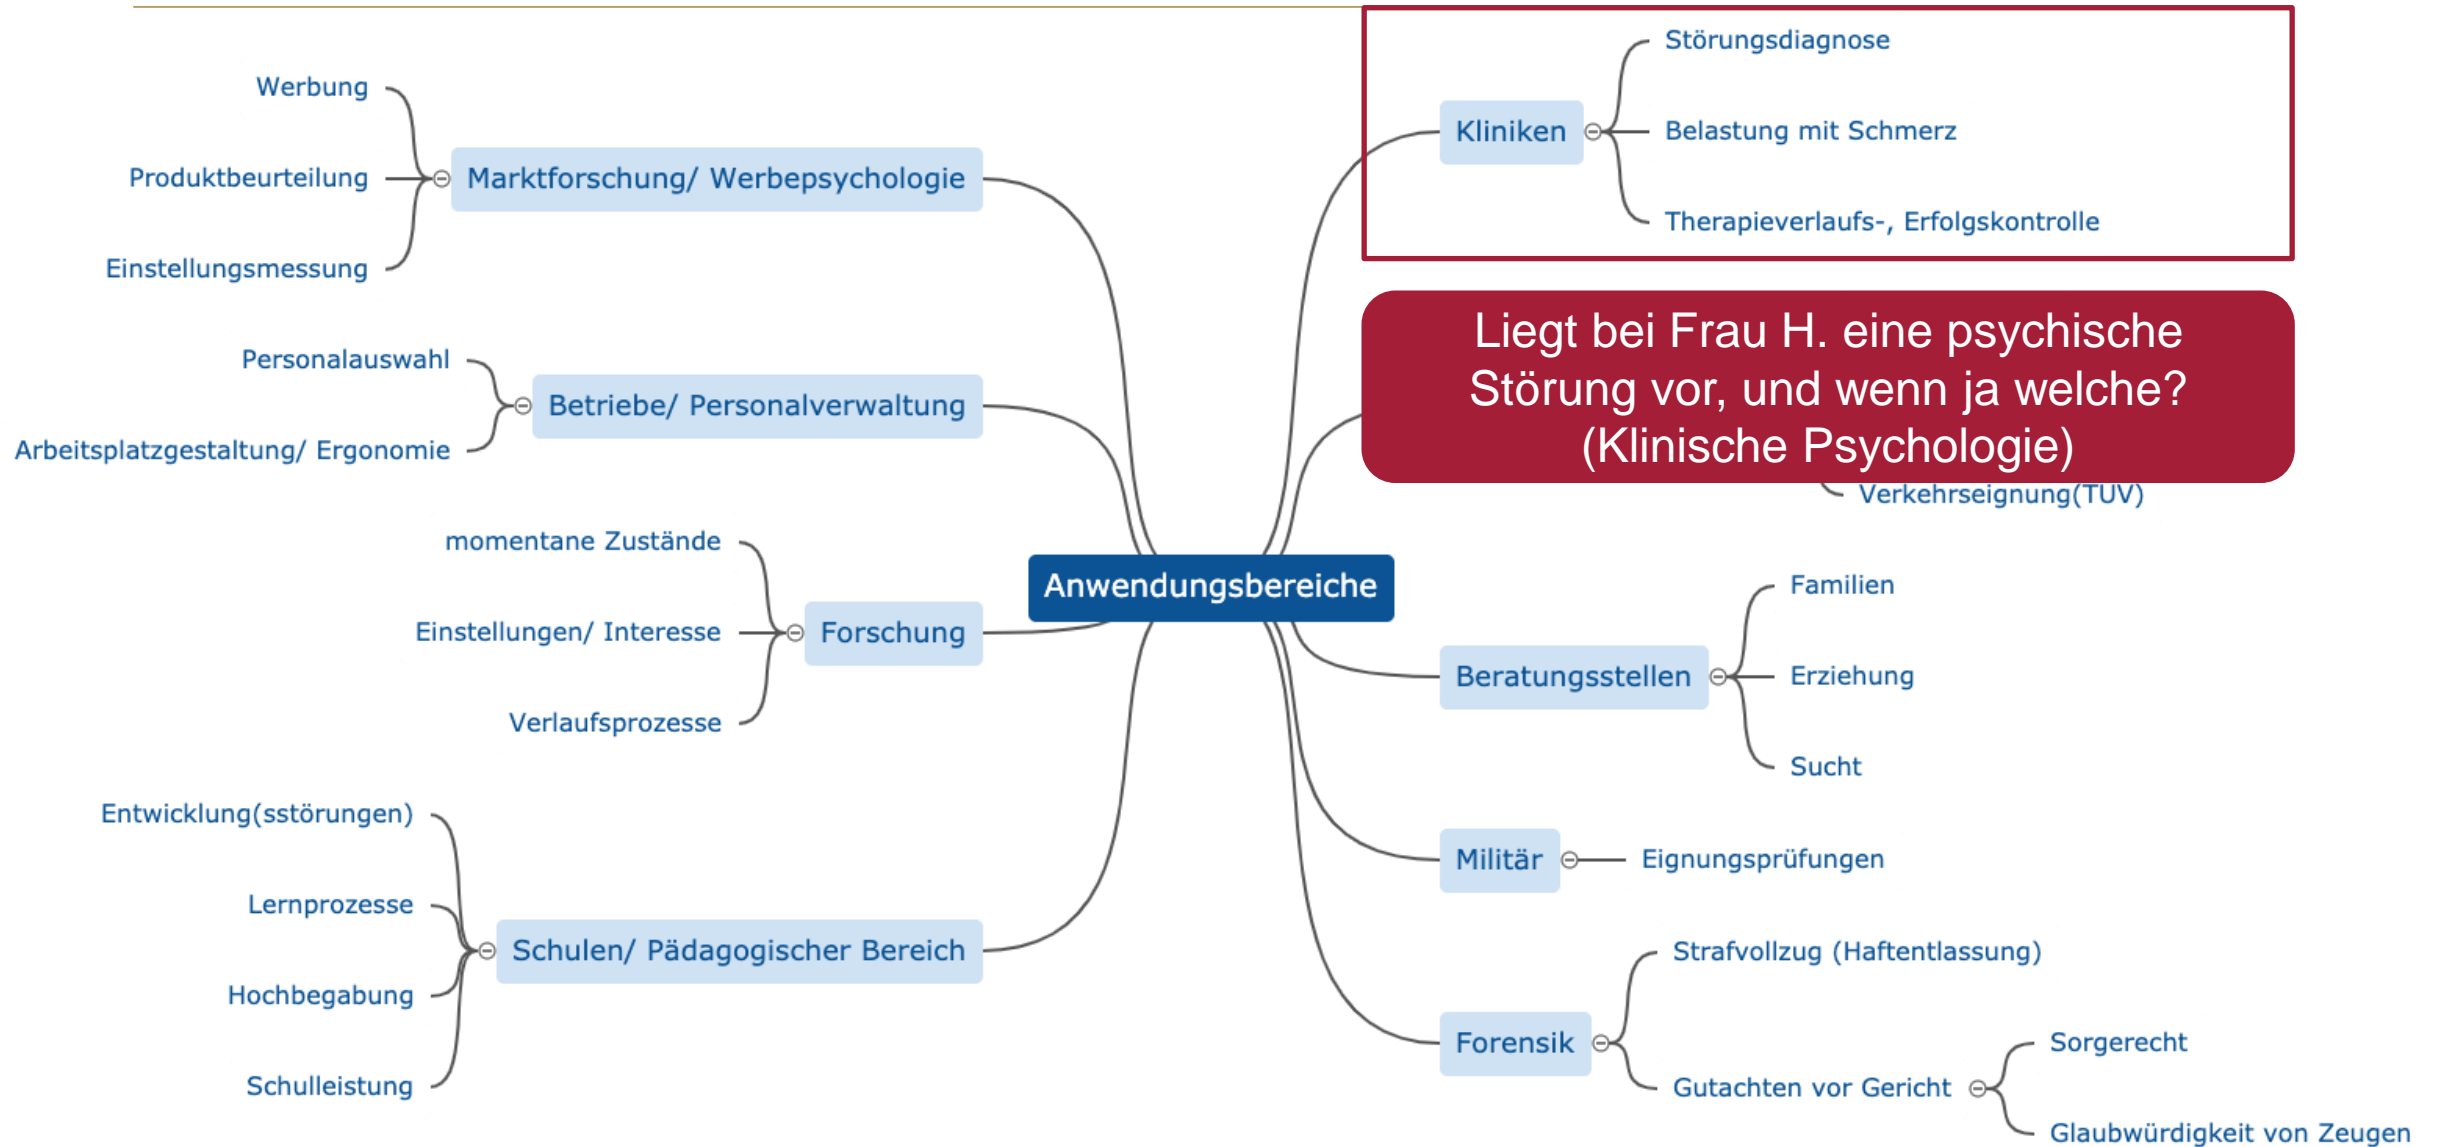 Werbung
Produktbeurteilung
Einstellungsmessung
Marktforschung/ Werbepsychologie
Personalauswahl
Arbeitsplatzgestaltung/ Ergonomie
Betriebe/ Personalverwaltung
momentane Zustände
Einstellungen/ Interesse
Verlaufsprozesse
Forschung
Entwicklung(sstörungen)
Lernprozesse
Hochbegabung
Schulleistung
Schulen/ Pädagogischer Bereich
Anwendungsbereiche
Kliniken
Störungsdiagnose
Belastung mit Schmerz
Therapieverlaufs-, Erfolgskontrolle
Liegt bei Frau H. eine psychische
Störung vor, und wenn ja welche?
(Klinische Psychologie)
Verkehrseignung(TÜV)
Beratungsstellen
Familien
Erziehung
Sucht
Militär
Eignungsprüfungen
Forensik
Strafvollzug (Haftentlassung)
Gutachten vor Gericht
Sorgerecht
Glaubwürdigkeit von Zeugen